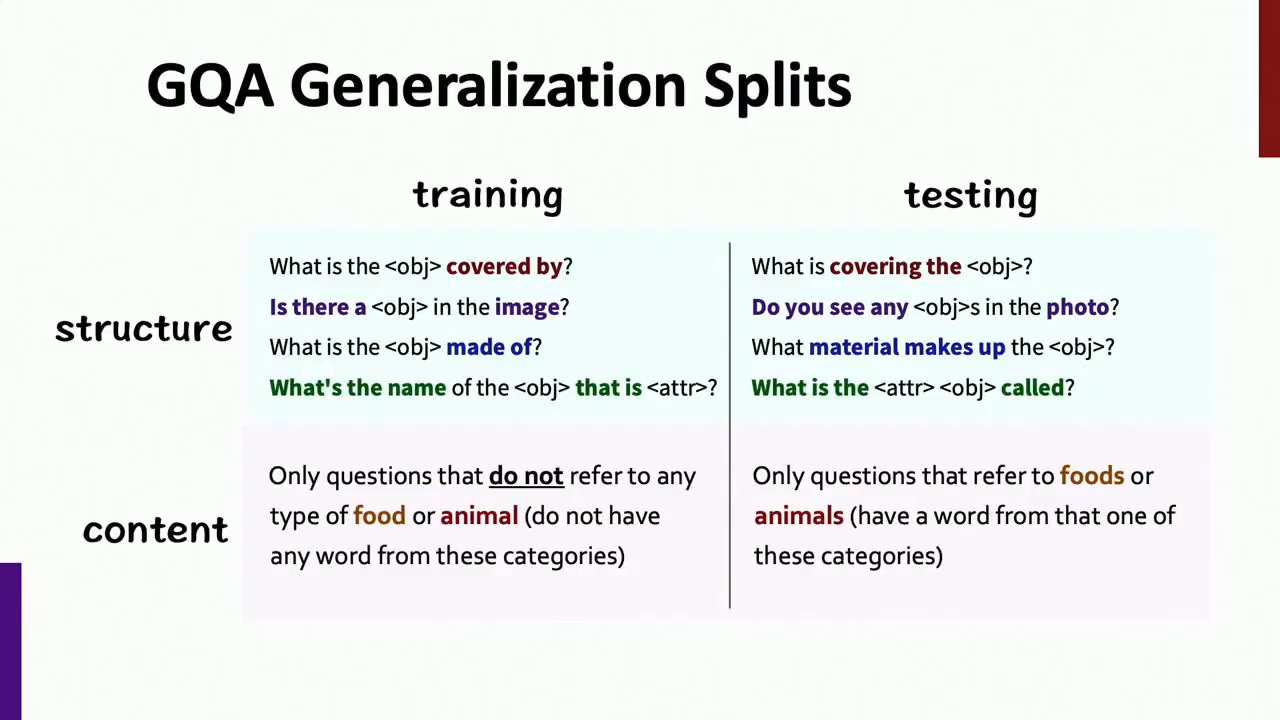 GQA Generalization Splits
training
testing
structure
What is the <obj> covered by?
Is there a <obj> in the image?
What is the <obj> made of?
What's the name of the <obj> that is <attr>?
What is covering the <obj>?
Do you see any <obj>s in the photo?
What material makes up the <obj>?
What is the <attr> <obj> called?
content
Only questions that do not refer to any
type of food or animal (do not have
any word from these categories)
Only questions that refer to foods or
animals (have a word from that one of
these categories)